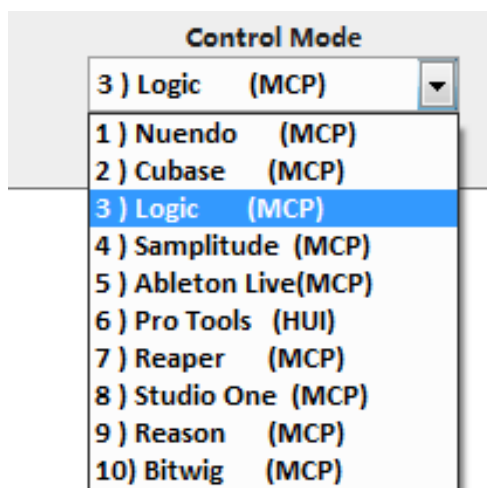 Control Mode
3 ) Logic (MCP)
1 ) Nuendo (MCP)
2 ) Cubase (MCP)
3 ) Logic (MCP)
4 ) Samplitude (MCP)
5 ) Ableton Live(MCP)
6 ) Pro Tools (HUI)
7 ) Reaper (MCP)
8 ) Studio One (MCP)
9 ) Reason (MCP)
10) Bitwig (MCP)